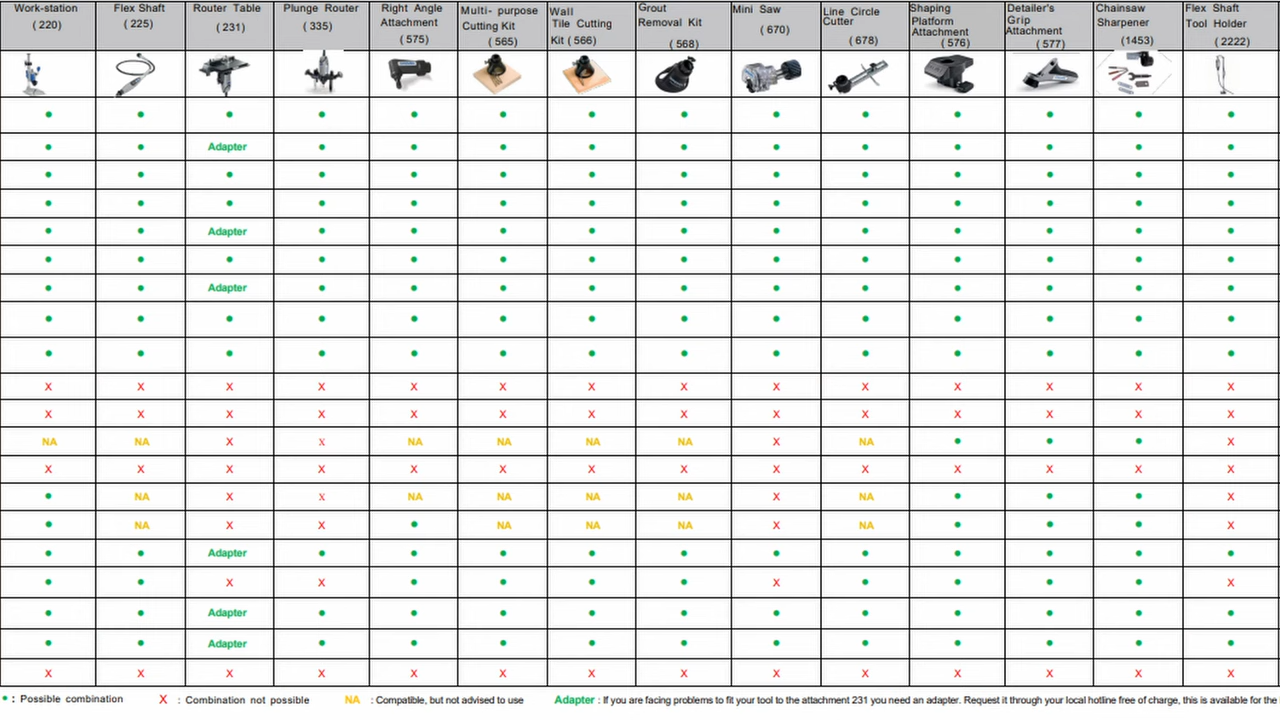 Work-station Flex Shaft Router Table Plunge Router Right Angle Attachment Multi- purpose Cutting Kit Wall Tile Cutting Kit ( 566) Grout Removal Kit Mini Saw Line Circle Cutter Shaping Platform Attachment Detailer's Grip Attachment Chainsaw Sharpener Flex Shaft Tool Holder
( 220) ( 225) ( 231) ( 335) ( 575) ( 565) ( 568) ( 670) ( 678) ( 576) ( 577) (1453) ( 2222)
• • • • • • • • • • • • • •
• • Adapter • • • • • • • • • • •
• • • • • • • • • • • • • •
• • • • • • • • • • • • • •
• • Adapter • • • • • • • • • • •
• • • • • • • • • • • • • •
• • Adapter • • • • • • • • • • •
• • • • • • • • • • • • • •
• • • • • • • • • • • • • •
X X X X X X X X X X X X X X
X X X X X X X X X X X X X X
NA NA X X NA NA NA NA X NA • • • X
X X X X X X X X X X X X X X
• NA X X NA NA NA NA X NA • • • X
• NA X X • NA NA NA X NA • • • X
• • Adapter • • • • • • • • • • •
• • X X • • • • X • • • • X
• • Adapter • • • • • • • • • • •
• • Adapter • • • • • • • • • • •
X X X X X X X X X X X X X X
• : Possible combination X : Combination not possible NA : Compatible, but not advised to use Adapter : If you are facing problems to fit your tool to the attachment 231 you need an adapter. Request it through your local hotline free of charge, this is available for the